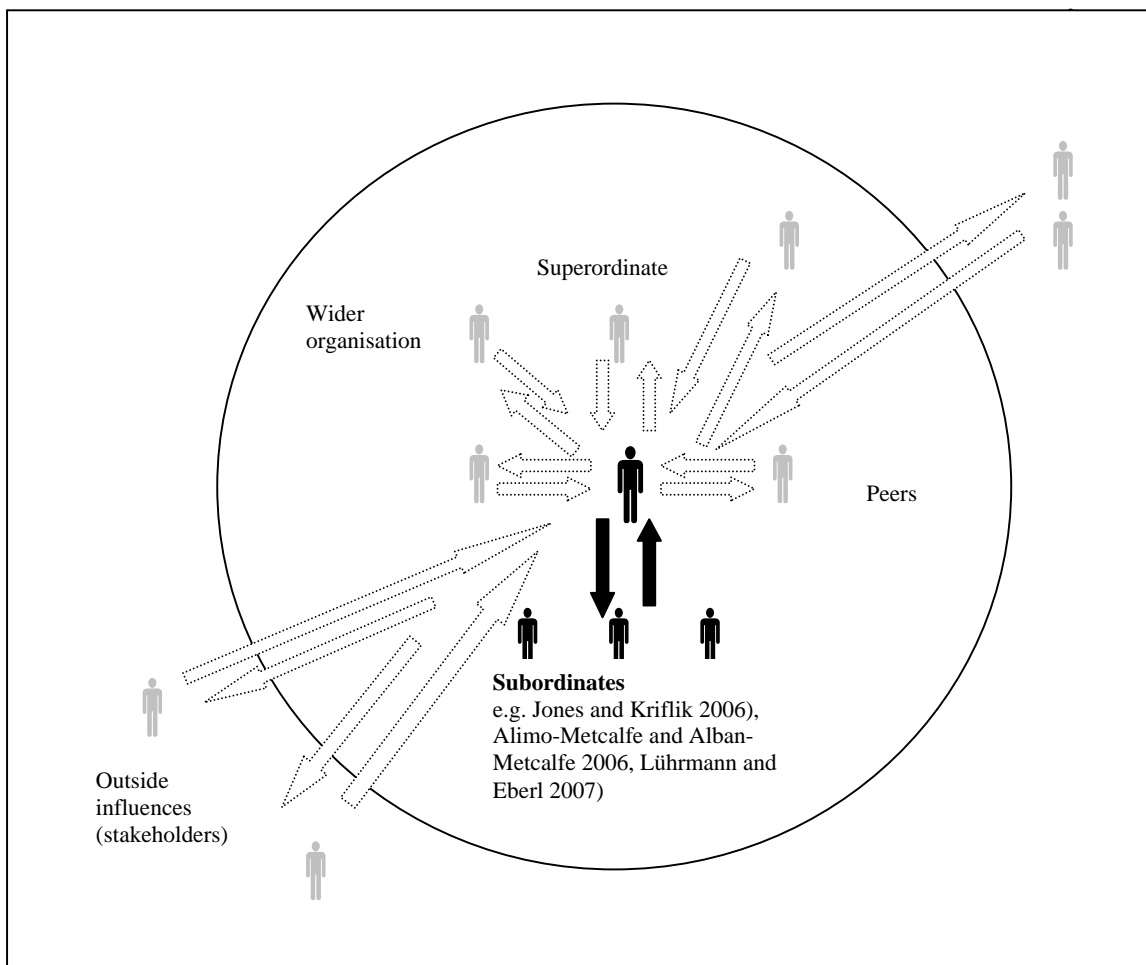 Superordinate
Wider
organisation
Peers
Subordinates
e.g. Jones and Kriflik 2006),
Alimo-Metcalfe and Alban-
Metcalfe 2006, Lührmann and
Eberl 2007)
Outside
influences
(stakeholders)